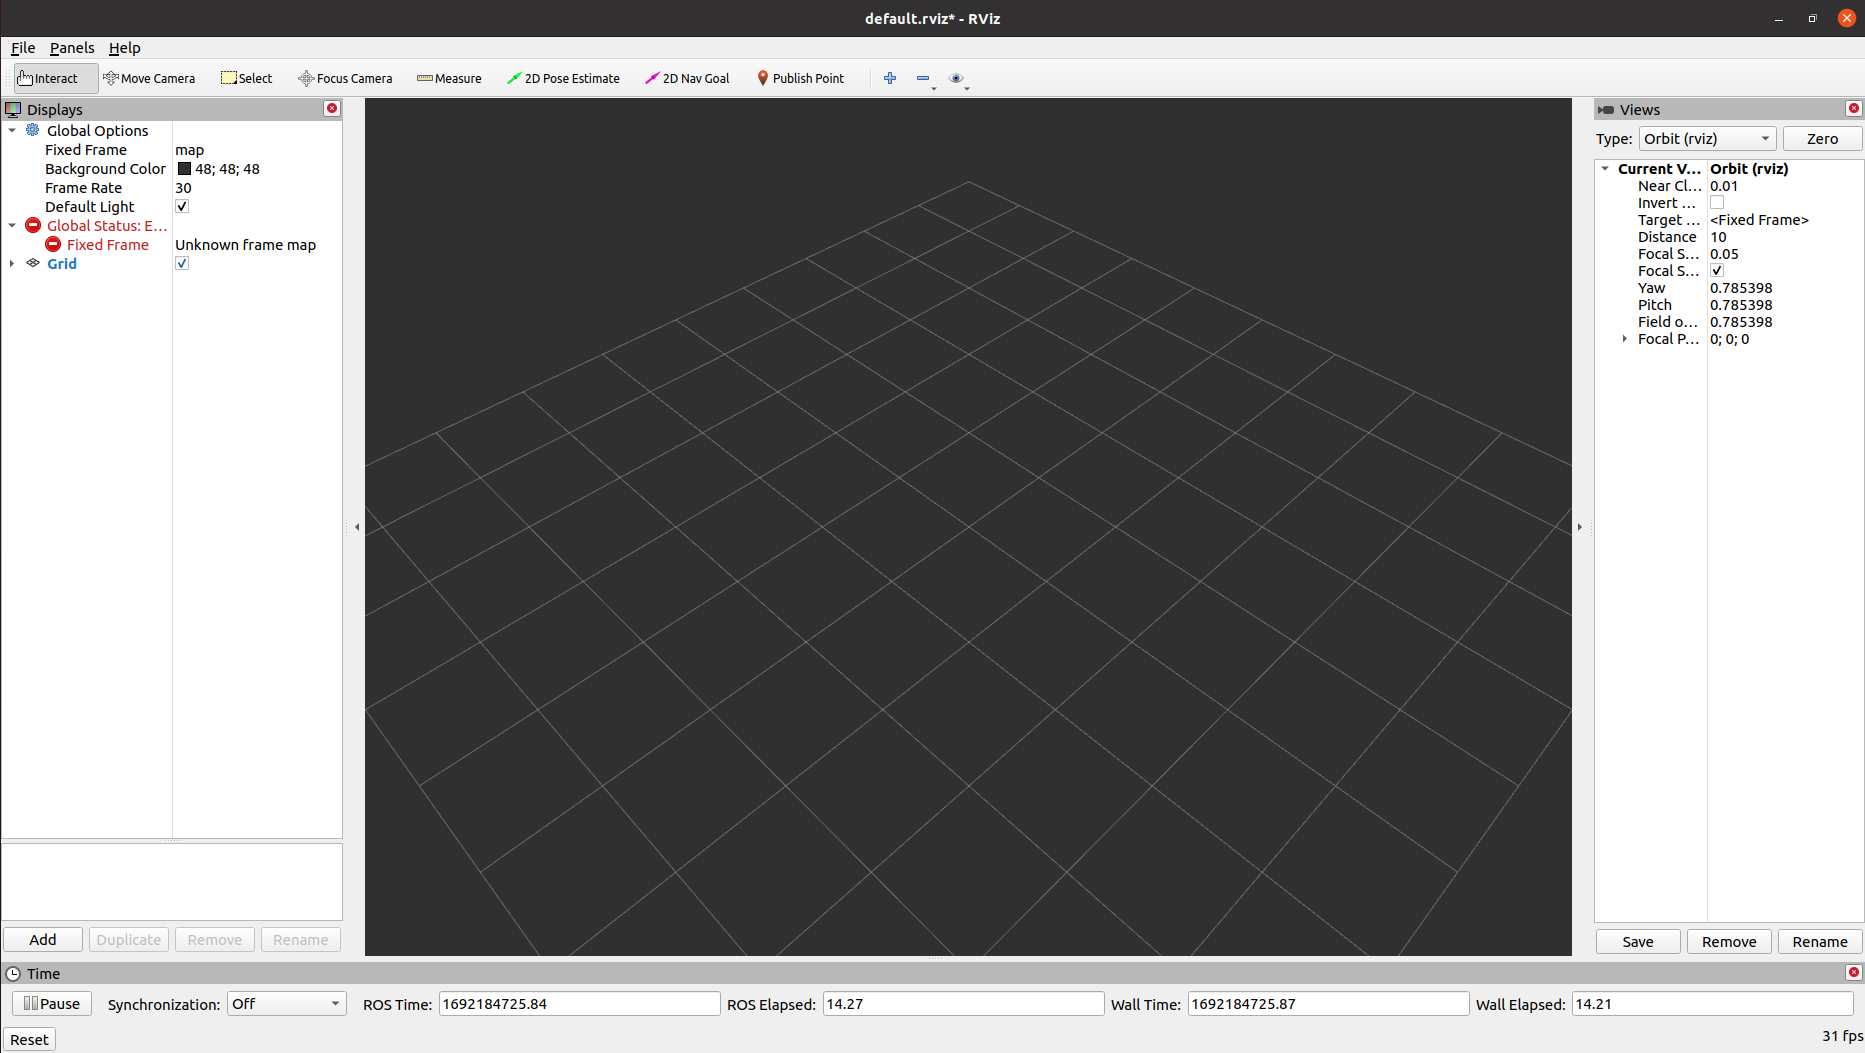 default.rviz* - RViz
File Panels Help
Interact Move Camera Select Focus Camera Measure 2D Pose Estimate 2D Nav Goal Publish Point
Displays
Global Options
Fixed Frame map
Background Color 48; 48; 48
Frame Rate 30
Default Light
Global Status: E...
Fixed Frame Unknown frame map
Grid
Add Duplicate Remove Rename
Views
Type: Orbit (rviz) Zero
Current V... Orbit (rviz)
Near Cl... 0.01
Invert ...
Target ... <Fixed Frame>
Distance 10
Focal S... 0.05
Focal S...
Yaw 0.785398
Pitch 0.785398
Field o... 0.785398
Focal P... 0; 0; 0
Save Remove Rename
Time
Pause Synchronization: Off ROS Time: 1692184725.84 ROS Elapsed: 14.27 Wall Time: 1692184725.87 Wall Elapsed: 14.21
Reset 31 fps